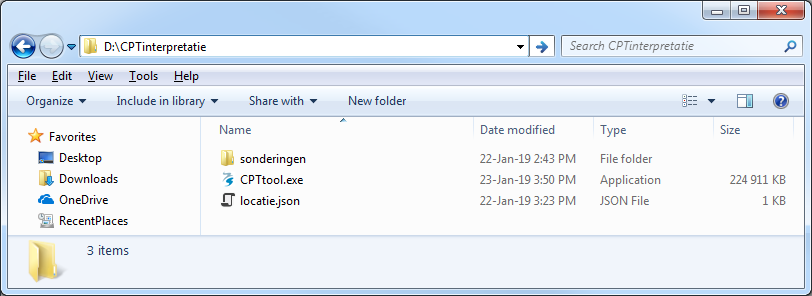 D:\CPTinterpretatie Search CPTinterpretatie
File Edit View Tools Help
Organize Include in library Share with New folder
Favorites
Desktop
Downloads
OneDrive
RecentPlaces
Name Date modified Type Size
sonderingen 22-Jan-19 2:43 PM File folder
CPTtool.exe 23-Jan-19 3:50 PM Application 224 911 KB
locatie.json 22-Jan-19 3:23 PM JSON File 1 KB
3 items